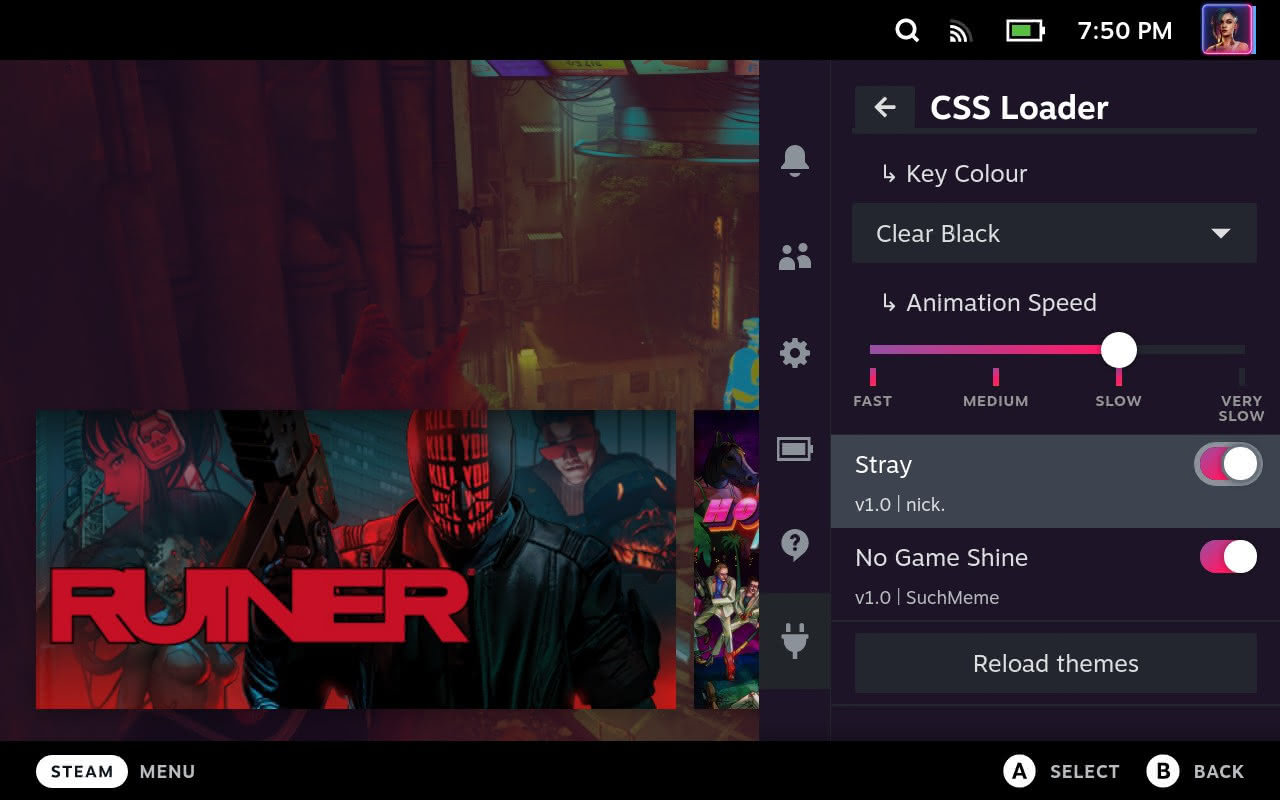 7:50 PM
CSS Loader
↳ Key Colour
Clear Black
↳ Animation Speed
FAST
MEDIUM
SLOW
VERY
SLOW
Stray
v1.0 | nick.
No Game Shine
v1.0 | SuchMeme
Reload themes
KILL YOU
KILL YOU
KILL YOU
RUINER
HO
STEAM MENU
A SELECT B BACK